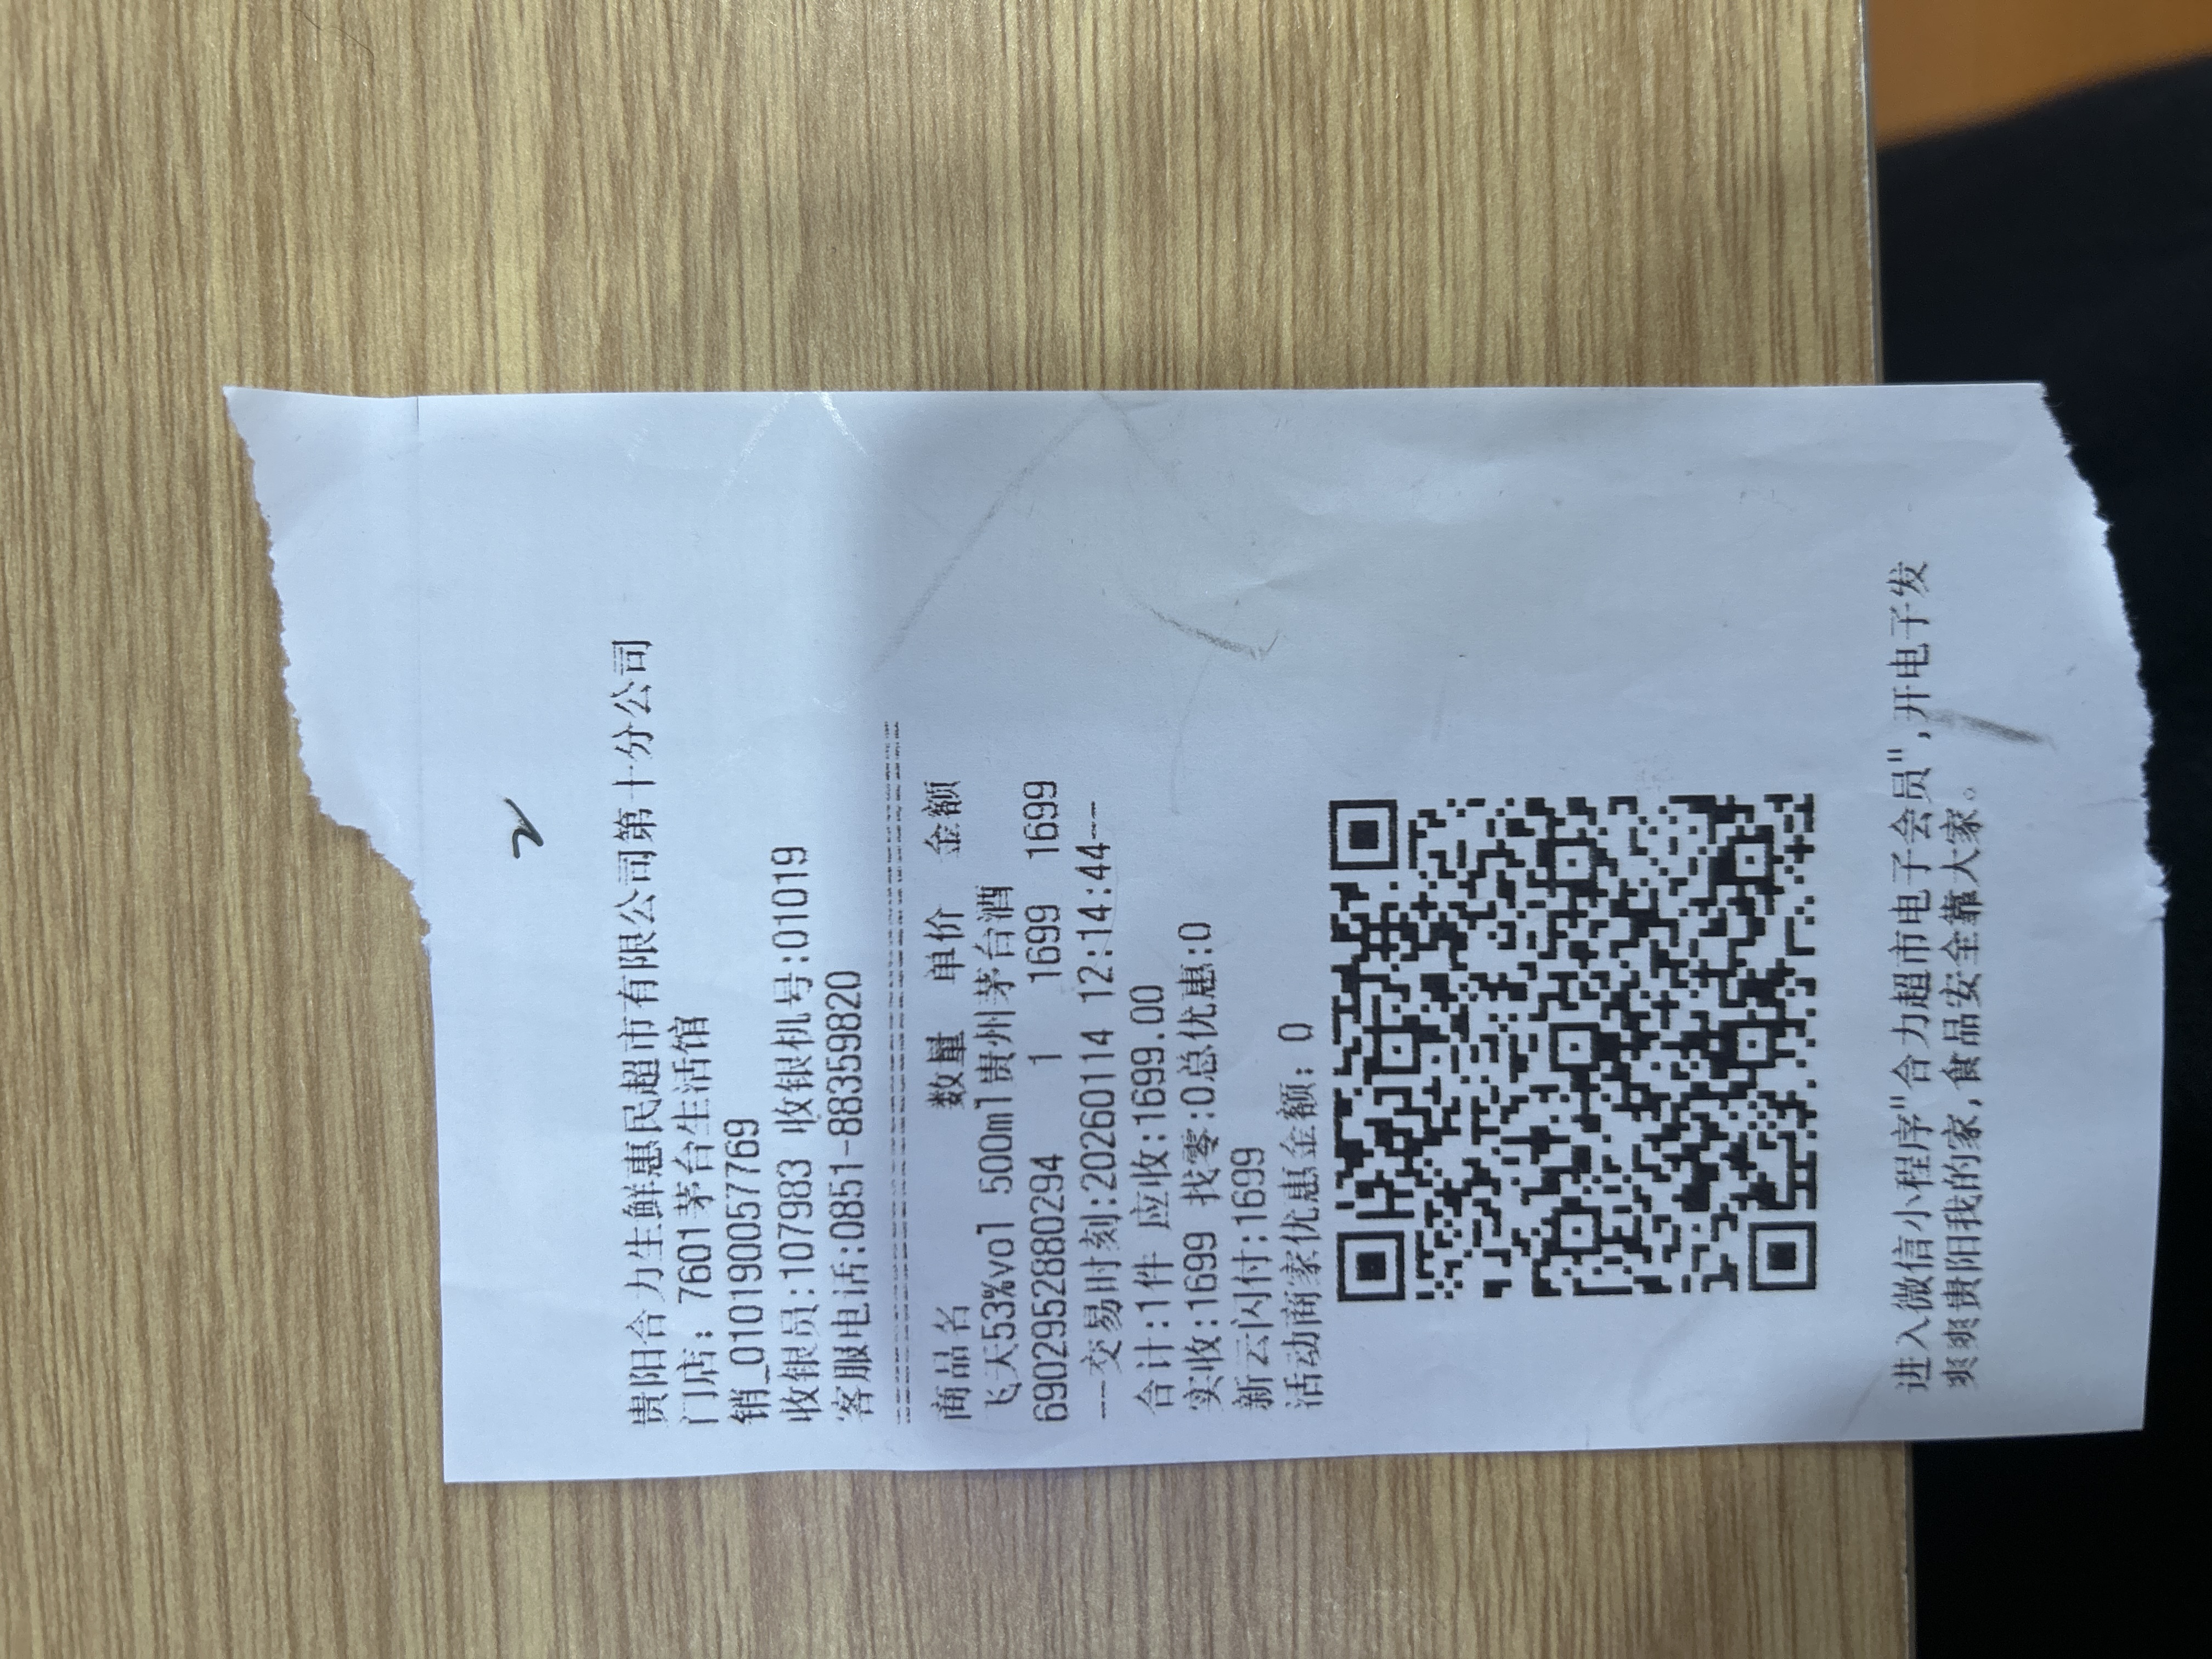 2
贵阳合力生鲜惠民超市有限公司第十分公司
门店: 7601茅台生活馆
销_010190057769
收银员:107983 收银机号:01019
客服电话:0851-88359820
商品名 数量 单价 金额
飞天53%vol 500ml贵州茅台酒
6902952880294 1 1699 1699
--交易时刻:20260114 12:14:44--
合计:1件 应收:1699.00
实收:1699 找零:0总优惠:0
新云闪付:1699
活动商家优惠金额: 0
进入微信小程序"合力超市电子会员",开电子发
爽爽贵阳我的家,食品安全靠大家。